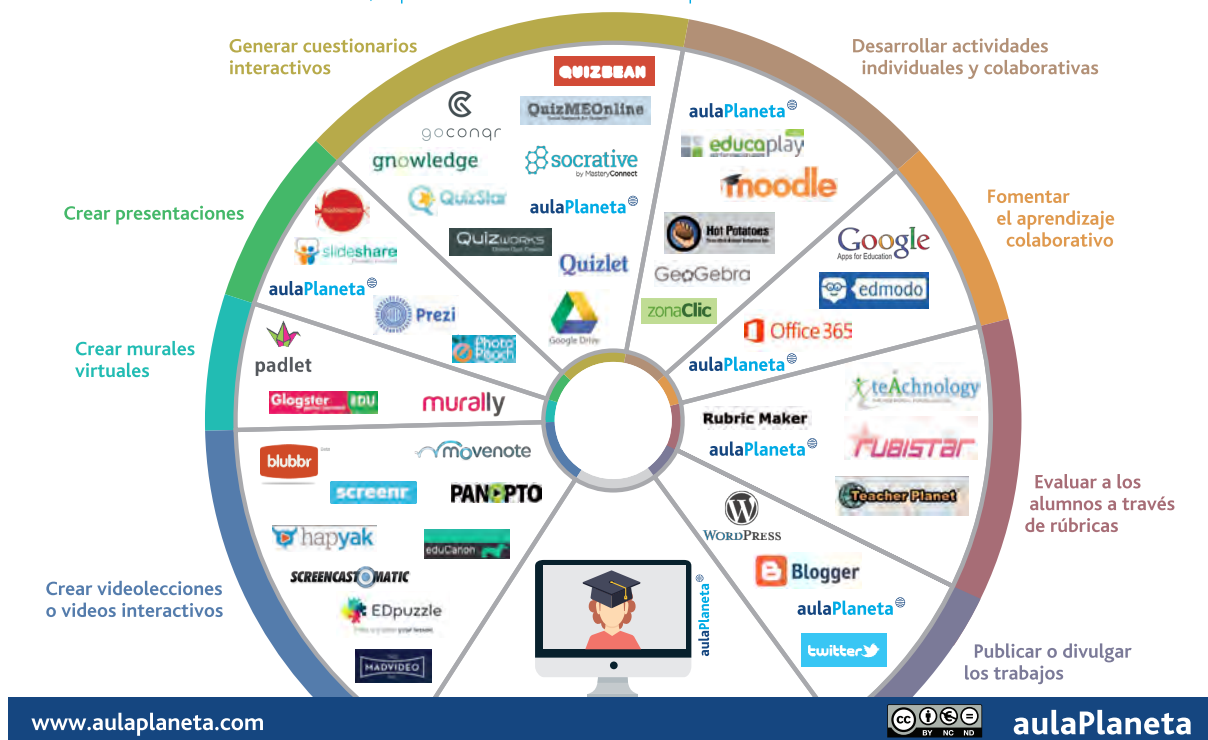 Generar cuestionarios
interactivos
QUIZBEAN
QuizMEOnline
goconqr
gnowledge
socrative
by MasteryConnect
QuizStar
aulaPlaneta
QUIZWORKS
Quizlet
Google Drive
Desarrollar actividades
individuales y colaborativas
aulaPlaneta
educaplay
moodle
Hot Potatoes
GeoGebra
zonaClic
Fomentar
el aprendizaje
colaborativo
Google
Apps for Education
edmodo
Office 365
aulaPlaneta
Evaluar a los
alumnos a través
de rúbricas
teAchnology
Rubric Maker
aulaPlaneta
RUBISTAR
Teacher Planet
Publicar o divulgar
los trabajos
WORDPRESS
Blogger
aulaPlaneta
twitter
Crear presentaciones
slideshare
aulaPlaneta
Prezi
Photo
Peach
Crear murales
virtuales
padlet
Glogster EDU
murally
Crear videolecciones
o videos interactivos
blubbr
movenote
screenr
PANOPTO
hapyak
eduCanon
SCREENCAST O MATIC
EDpuzzle
MADVIDEO
aulaPlaneta
www.aulaplaneta.com
cc
BY NC ND
aulaPlaneta